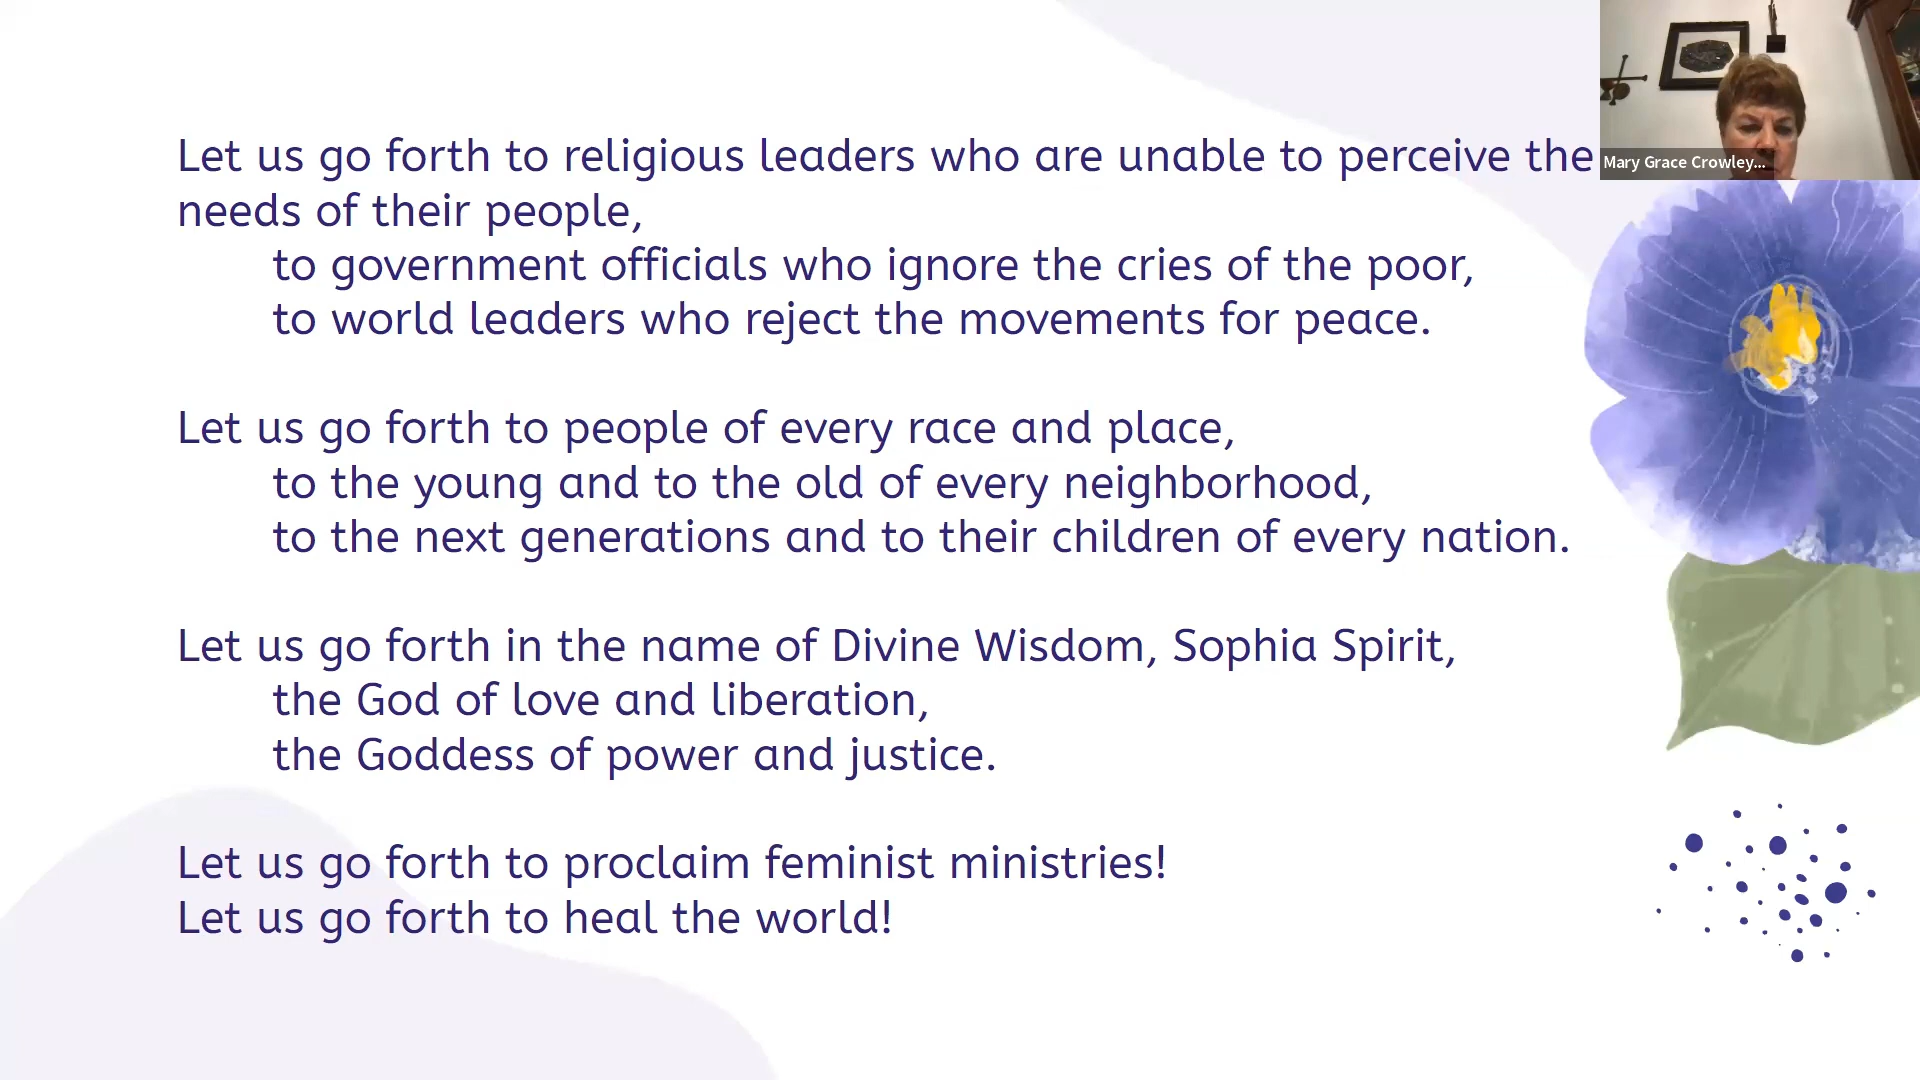 Let us go forth to religious leaders who are unable to perceive the
needs of their people,
to government officials who ignore the cries of the poor,
to world leaders who reject the movements for peace.
Let us go forth to people of every race and place,
to the young and to the old of every neighborhood,
to the next generations and to their children of every nation.
Let us go forth in the name of Divine Wisdom, Sophia Spirit,
the God of love and liberation,
the Goddess of power and justice.
Let us go forth to proclaim feminist ministries!
Let us go forth to heal the world!
Mary Grace Crowley...